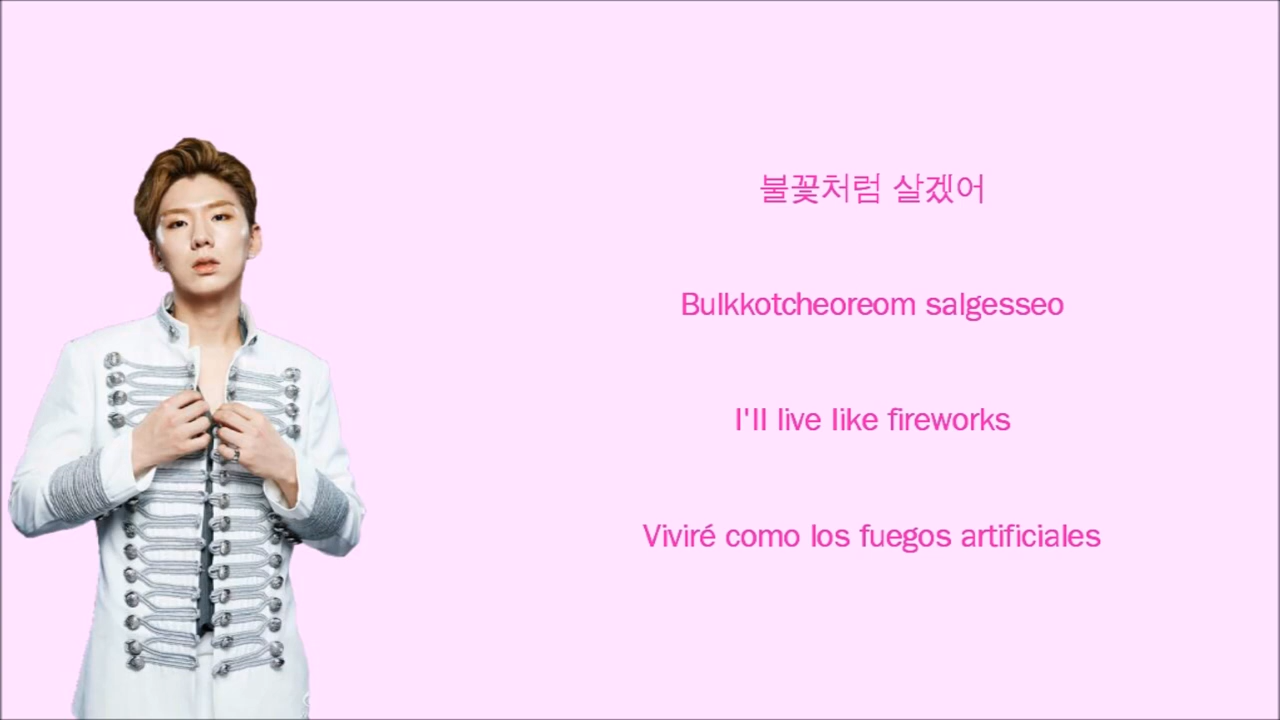 불꽃처럼 살겠어
Bulkkotcheoreom salgesseo
I'll live like fireworks
Viviré como los fuegos artificiales